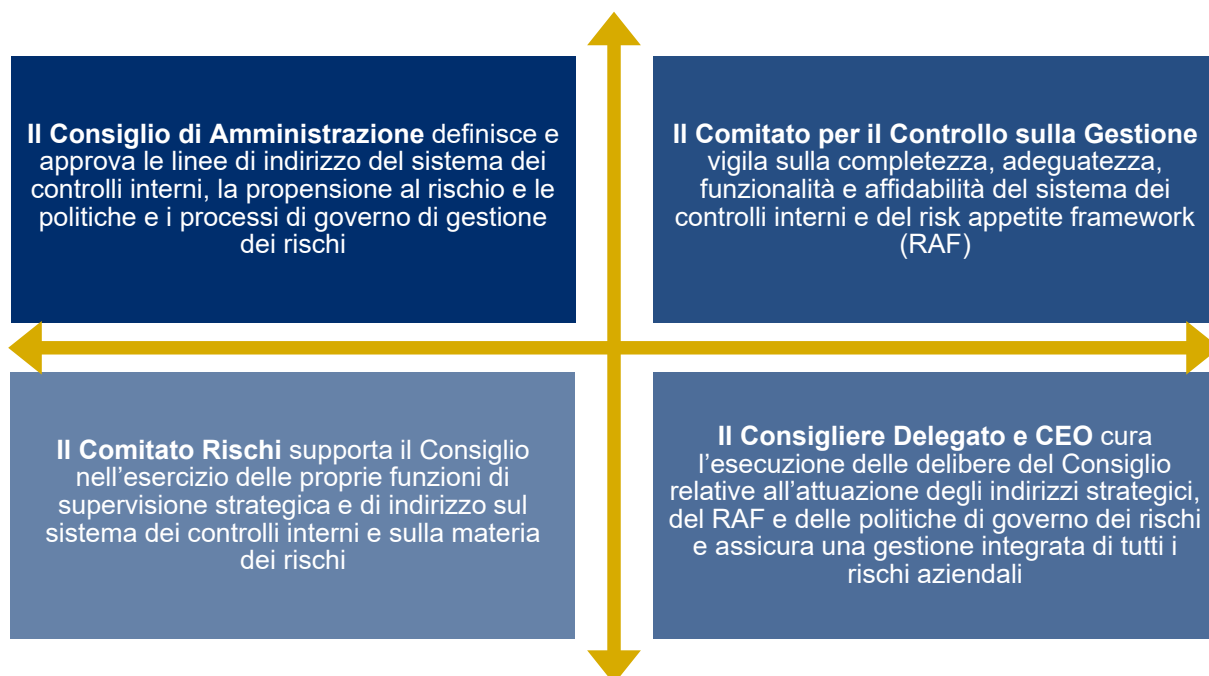 Il Consiglio di Amministrazione definisce e
approva le linee di indirizzo del sistema dei
controlli interni, la propensione al rischio e le
politiche e i processi di governo di gestione
dei rischi
Il Comitato per il Controllo sulla Gestione
vigila sulla completezza, adeguatezza,
funzionalità e affidabilità del sistema dei
controlli interni e del risk appetite framework
(RAF)
Il Comitato Rischi supporta il Consiglio
nell’esercizio delle proprie funzioni di
supervisione strategica e di indirizzo sul
sistema dei controlli interni e sulla materia
dei rischi
Il Consigliere Delegato e CEO cura
l’esecuzione delle delibere del Consiglio
relative all’attuazione degli indirizzi strategici,
del RAF e delle politiche di governo dei rischi
e assicura una gestione integrata di tutti i
rischi aziendali